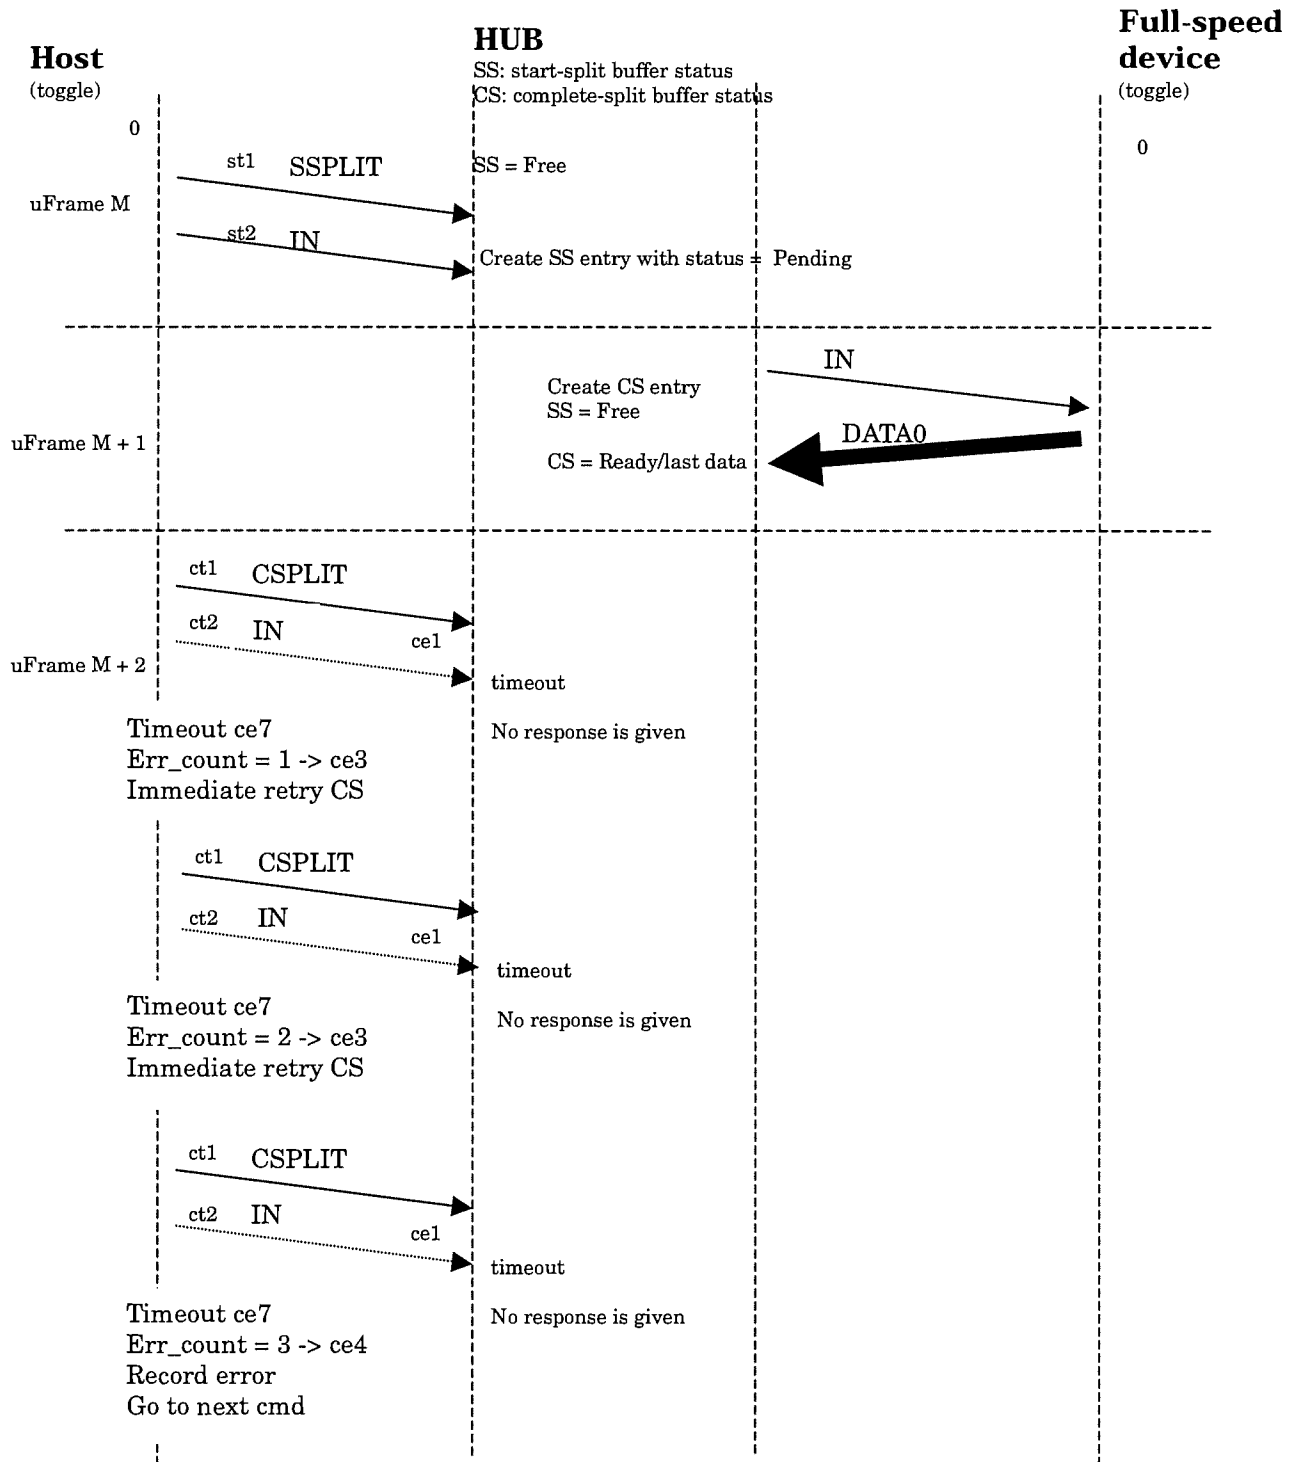 Host
(toggle)
HUB
SS: start-split buffer status
CS: complete-split buffer status
Full-speed
device
(toggle)
0
0
st1 SSPLIT
SS = Free
uFrame M
st2 IN
Create SS entry with status = Pending
IN
Create CS entry
SS = Free
uFrame M + 1
DATA0
CS = Ready/last data
ct1 CSPLIT
ct2 IN
ce1
uFrame M + 2
timeout
Timeout ce7
No response is given
Err_count = 1 -> ce3
Immediate retry CS
ct1 CSPLIT
ct2 IN
ce1
timeout
Timeout ce7
No response is given
Err_count = 2 -> ce3
Immediate retry CS
ct1 CSPLIT
ct2 IN
ce1
timeout
Timeout ce7
No response is given
Err_count = 3 -> ce4
Record error
Go to next cmd